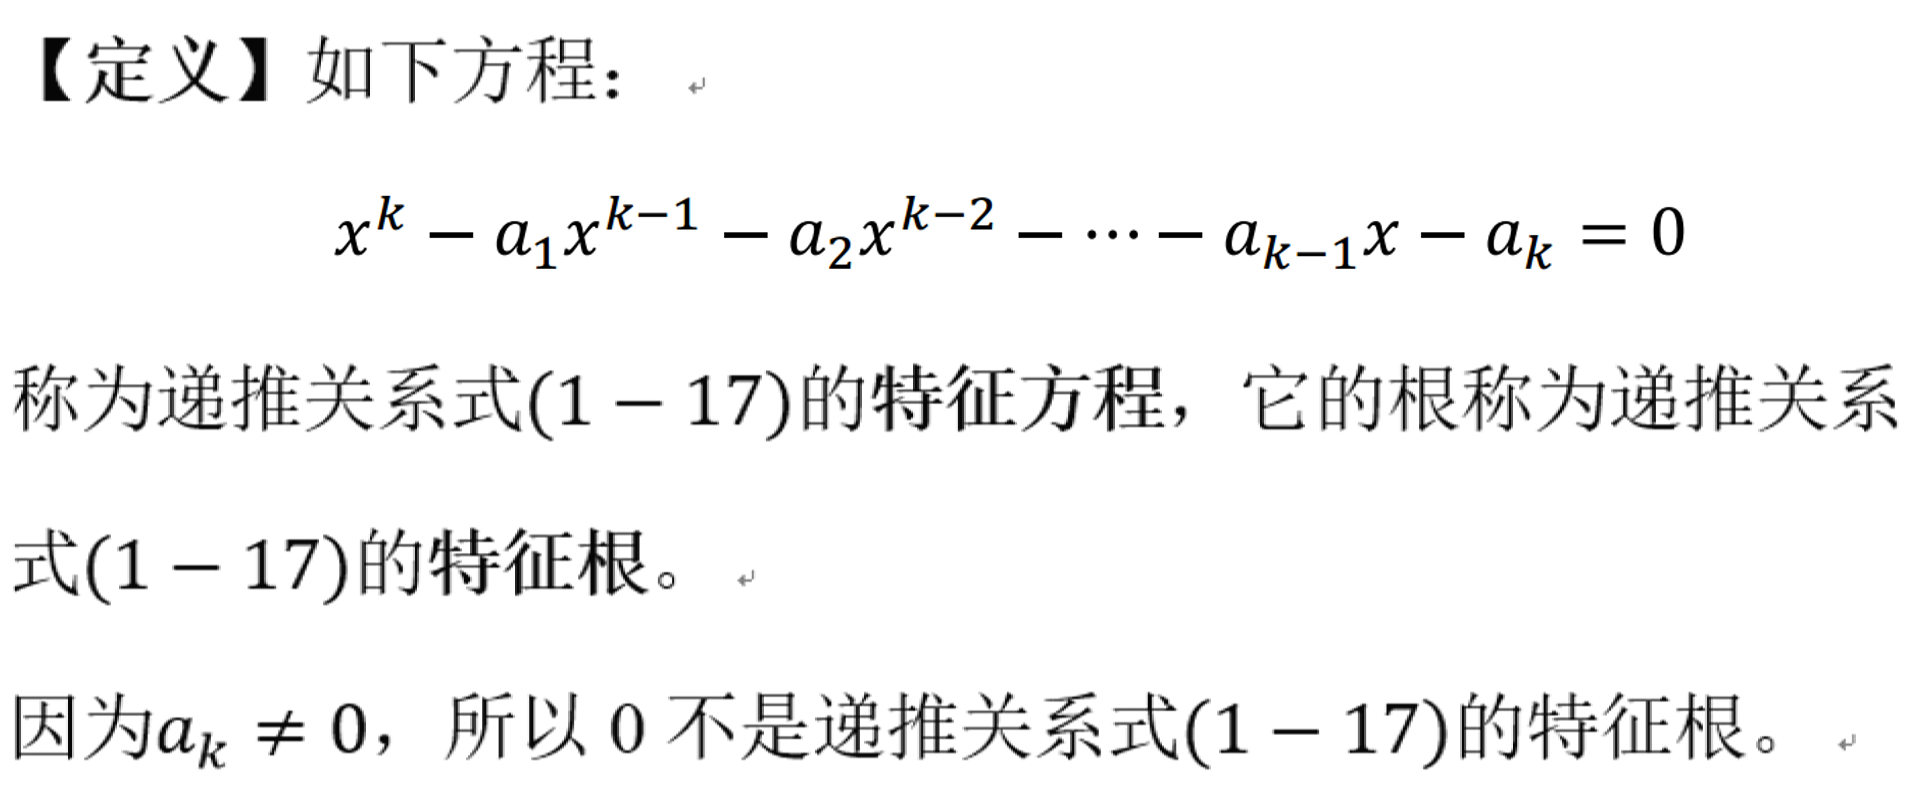 【定义】如下方程：
x^k − a_1x^{k−1} − a_2x^{k−2} − ⋯ − a_{k−1}x − a_k = 0
称为递推关系式(1 − 17)的特征方程，它的根称为递推关系
式(1 − 17)的特征根。
因为a_k ≠ 0，所以 0 不是递推关系式(1 − 17)的特征根。